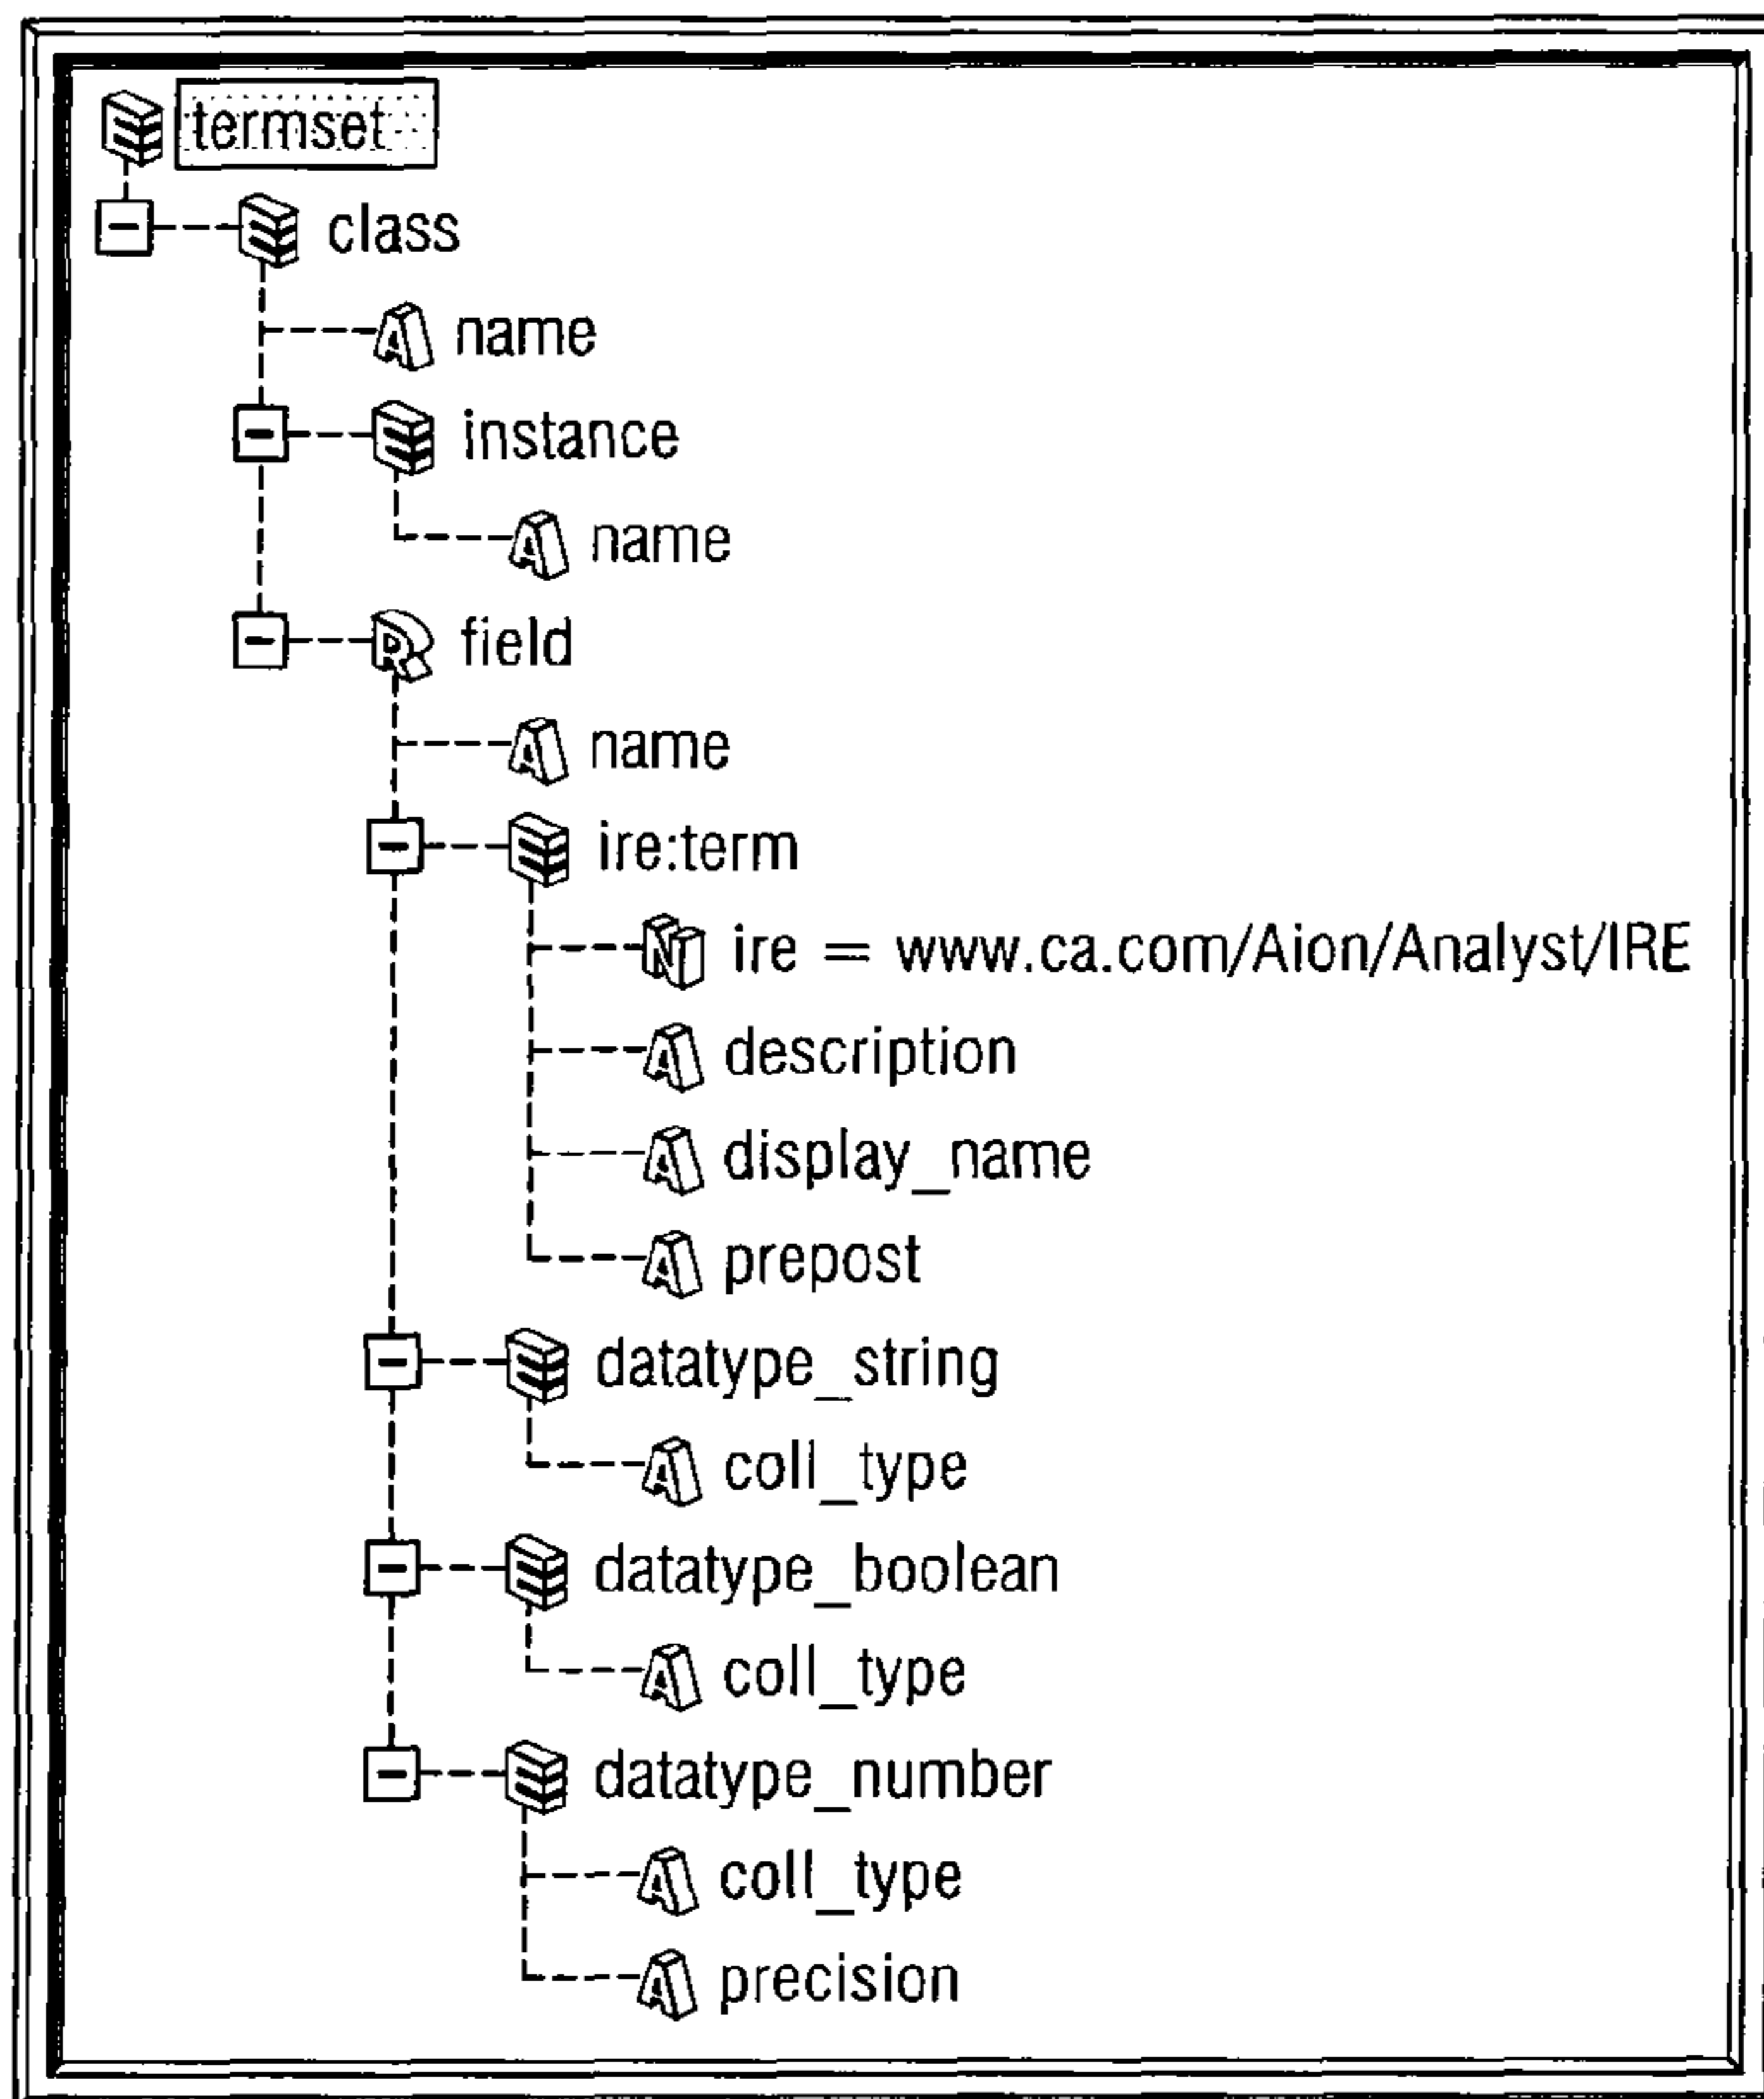 termset
class
name
instance
name
field
name
ire:term
ire = www.ca.com/Aion/Analyst/IRE
description
display_name
prepost
datatype_string
coll_type
datatype_boolean
coll_type
datatype_number
coll_type
precision